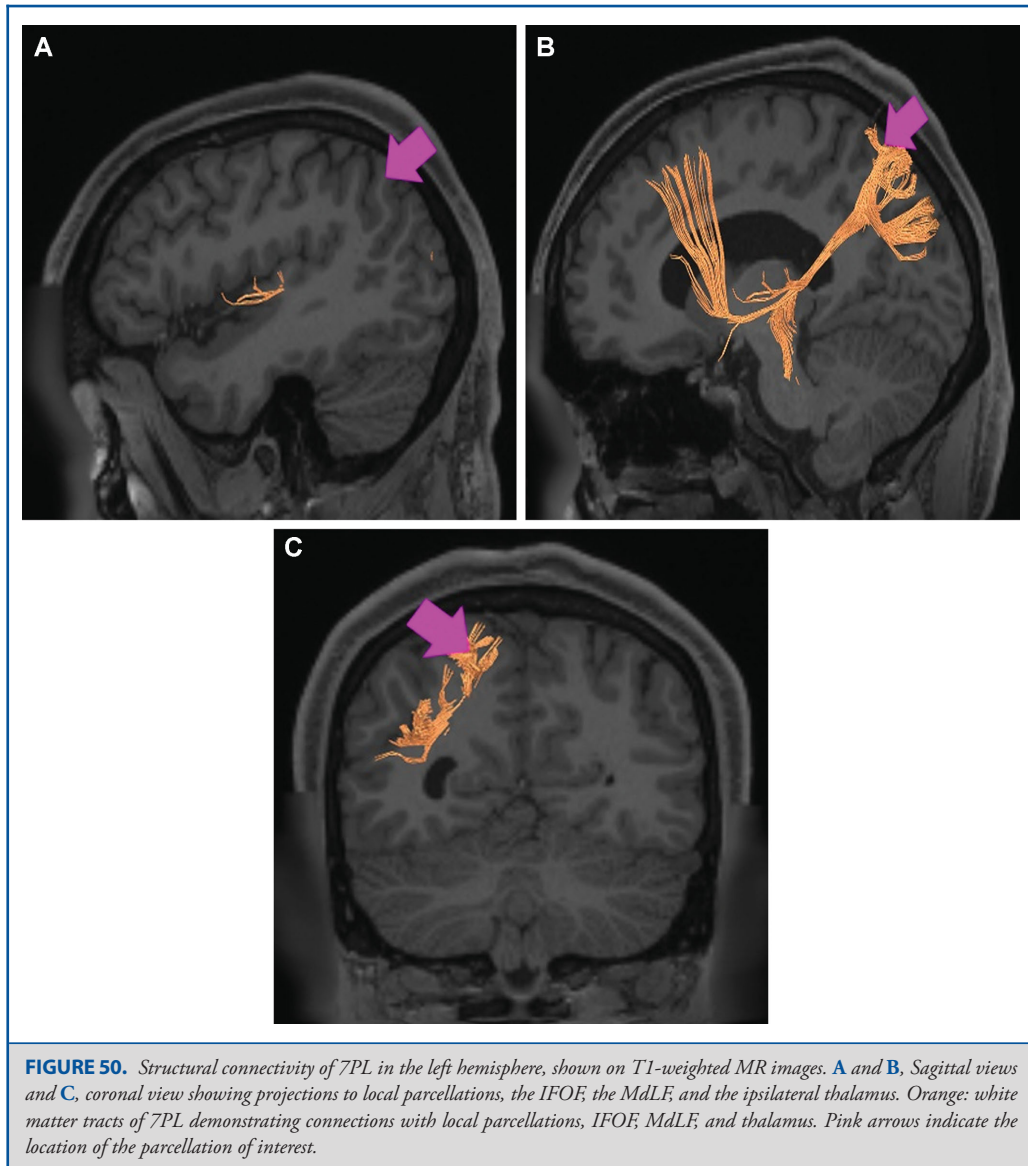 A
B
C
FIGURE 50. Structural connectivity of 7PL in the left hemisphere, shown on T1-weighted MR images. A and B, Sagittal views
and C, coronal view showing projections to local parcellations, the IFOF, the MdLF, and the ipsilateral thalamus. Orange: white
matter tracts of 7PL demonstrating connections with local parcellations, IFOF, MdLF, and thalamus. Pink arrows indicate the
location of the parcellation of interest.